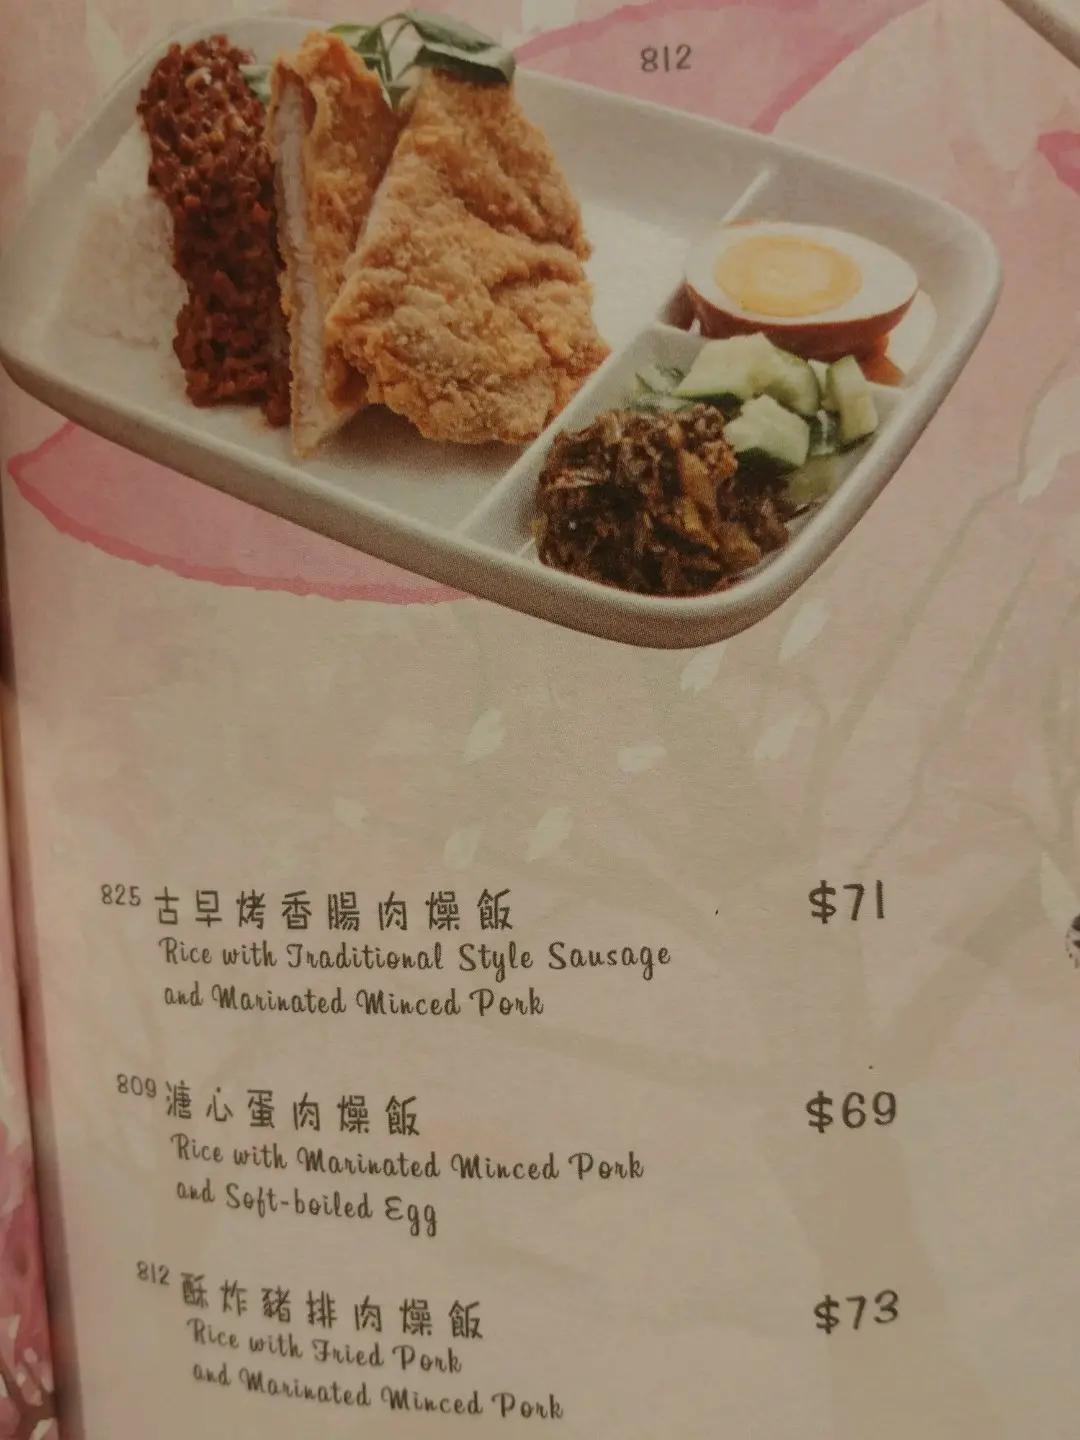 812
825 古早烤香腸肉燥飯 $71
Rice with Traditional Style Sausage
and Marinated Minced Pork
809 溏心蛋肉燥飯 $69
Rice with Marinated Minced Pork
and Soft-boiled Egg
812 酥炸豬排肉燥飯 $73
Rice with Fried Pork
and Marinated Minced Pork